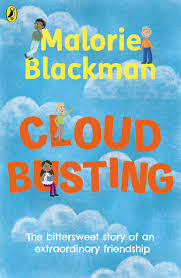 Malorie
Blackman
CLOUD
BUSTING
The bittersweet story of an
extraordinary friendship